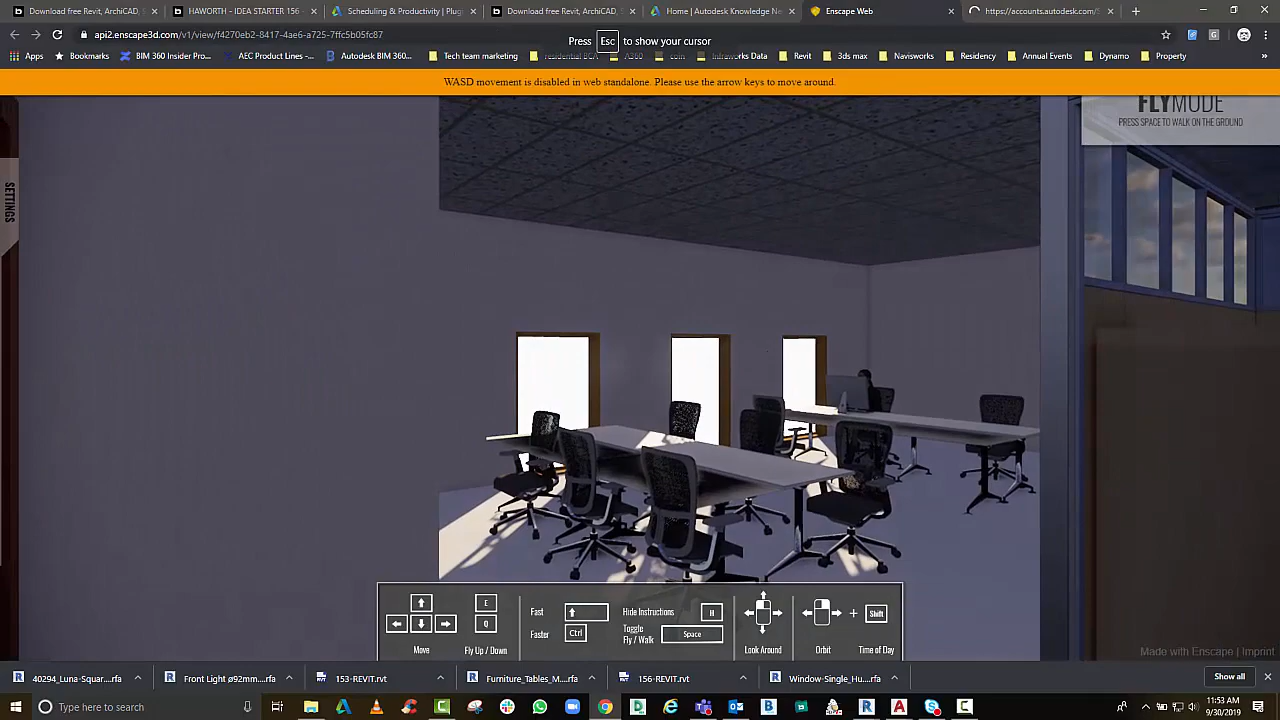 Download free Revit, ArchiCAD, D
HAWORTH - IDEA STARTER 156 -
Scheduling & Productivity | Plug
Download free Revit, ArchiCAD, D
Home | Autodesk Knowledge Ne
Enscape Web
https://accounts.autodesk.com/S
api2.enscape3d.com/v1/view/f4270eb2-8417-4ae6-a725-7ffc5b05fc87
Press Esc to show your cursor
Apps
Bookmarks
BIM 360 Insider Pro...
AEC Product Lines -...
Autodesk BIM 360...
Tech team marketing
residential BCA
A360
com
Infraworks Data
Revit
3ds max
Navisworks
Residency
Annual Events
Dynamo
Property
WASD movement is disabled in web standalone. Please use the arrow keys to move around.
FLYMODE
PRESS SPACE TO WALK ON THE GROUND
SETTINGS
E
Q
Move
Fly Up / Down
Fast
Faster
Ctrl
Hide Instructions
H
Toggle
Fly / Walk
Space
Look Around
Orbit
+
Shift
Time of Day
Made with Enscape | Imprint
40294_Luna-Squar....rfa
Front Light ø92mm....rfa
153-REVIT.rvt
Furniture_Tables_M....rfa
156-REVIT.rvt
Window-Single_Hu....rfa
Show all
Type here to search
11:53 AM
9/30/2019